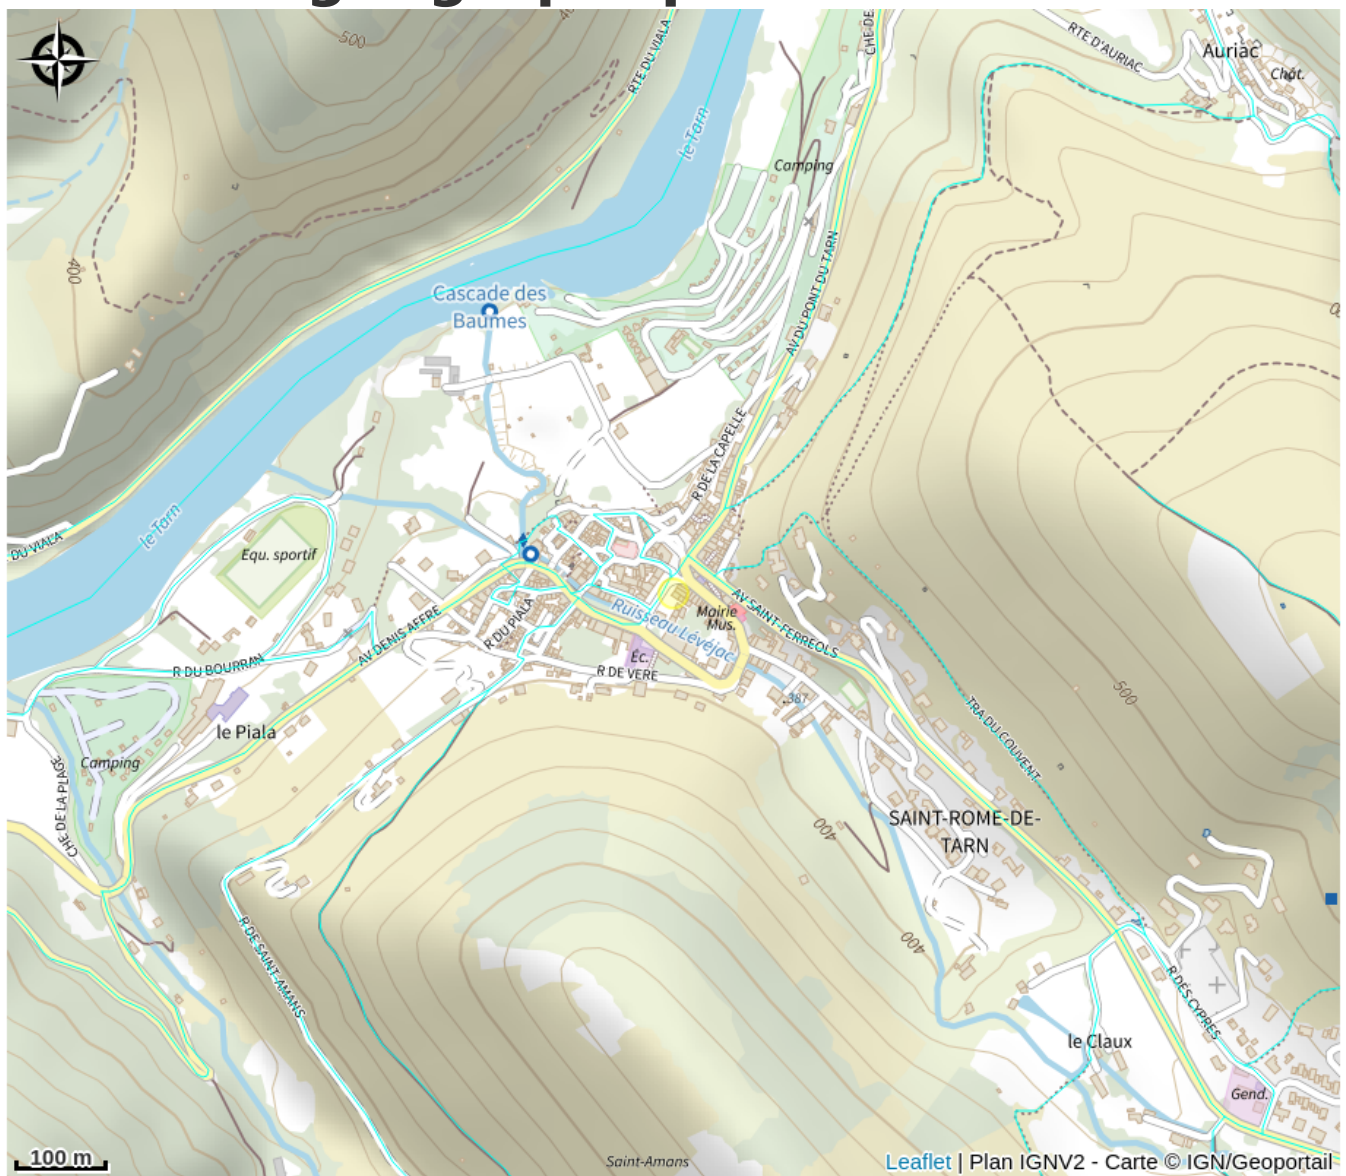 500
RTE DU VIALA
le Tarn
CHE DE
RTE D'AURIAC
Auriac
Chât.
Camping
400
Cascade des
Baumes
AV DU PONT DU TARN
R DE LA CAPELLE
le Tarn
DU VIALA
Equ. sportif
Ruisseau Lévéjac
Mairie
Mus.
AV SAINT-FERREOLS
AV DENIS AFFRE
R DU PIALA
Éc.
R DE VERE
R DU BOURRAN
387
500
TRA DU COUVENT
le Piala
Camping
CHE DE LA PLAGE
SAINT-ROME-DE-
TARN
400
400
R DE SAINT-AMANS
R DES CYPRES
le Claux
Gend.
100 m
Saint-Amans
Leaflet | Plan IGNV2 - Carte © IGN/Geoportail